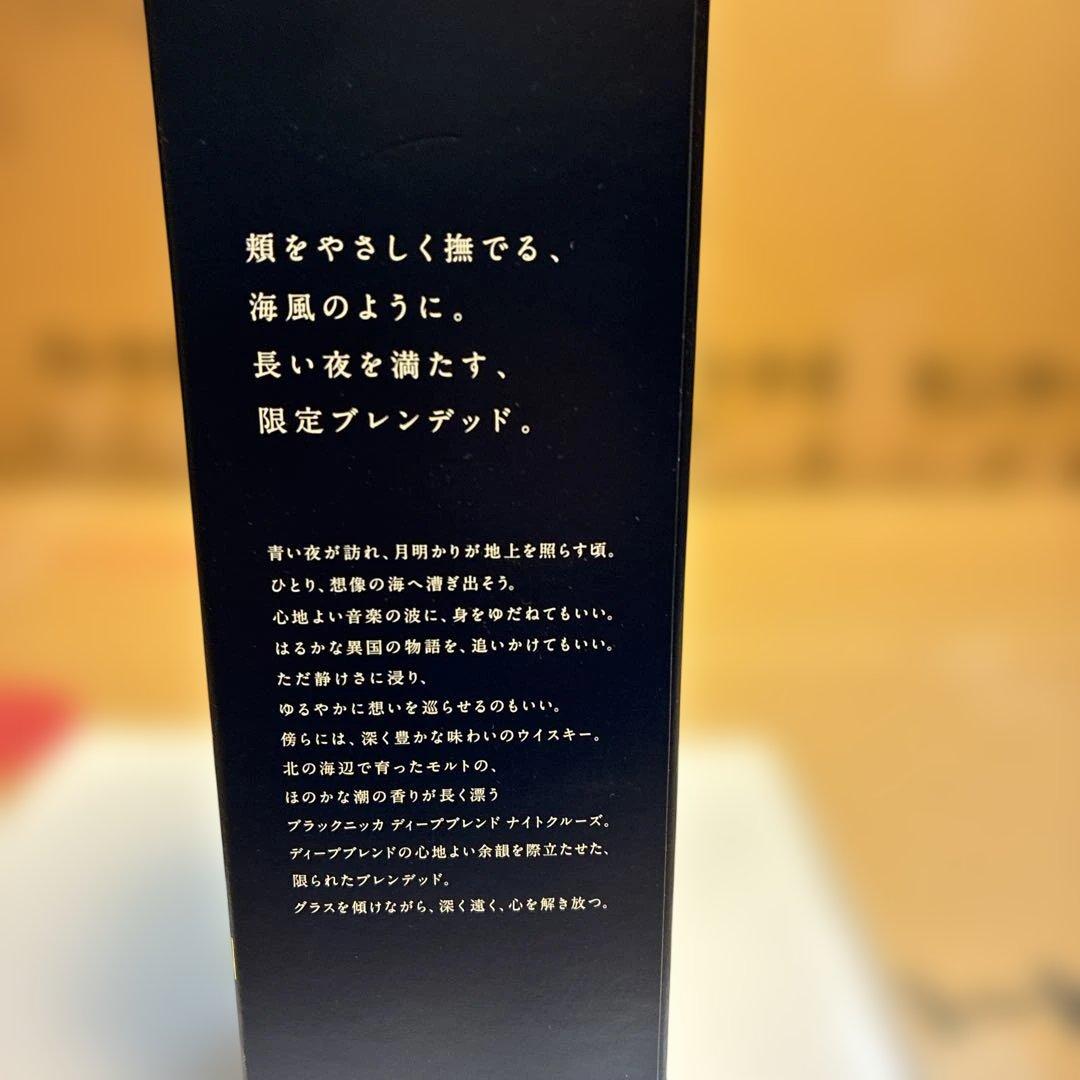 頬をやさしく撫でる、
海風のように。
長い夜を満たす、
限定ブレンデッド。
青い夜が訪れ、月明かりが地上を照らす頃。
ひとり、想像の海へ漕ぎ出そう。
心地よい音楽の波に、身をゆだねてもいい。
はるかな異国の物語を、追いかけてもいい。
ただ静けさに浸り、
ゆるやかに想いを巡らせるのもいい。
傍らには、深く豊かな味わいのウイスキー。
北の海辺で育ったモルトの、
ほのかな潮の香りが長く漂う
ブラックニッカ ディープブレンド ナイトクルーズ。
ディープブレンドの心地よい余韻を際立たせた、
限られたブレンデッド。
グラスを傾けながら、深く遠く、心を解き放つ。